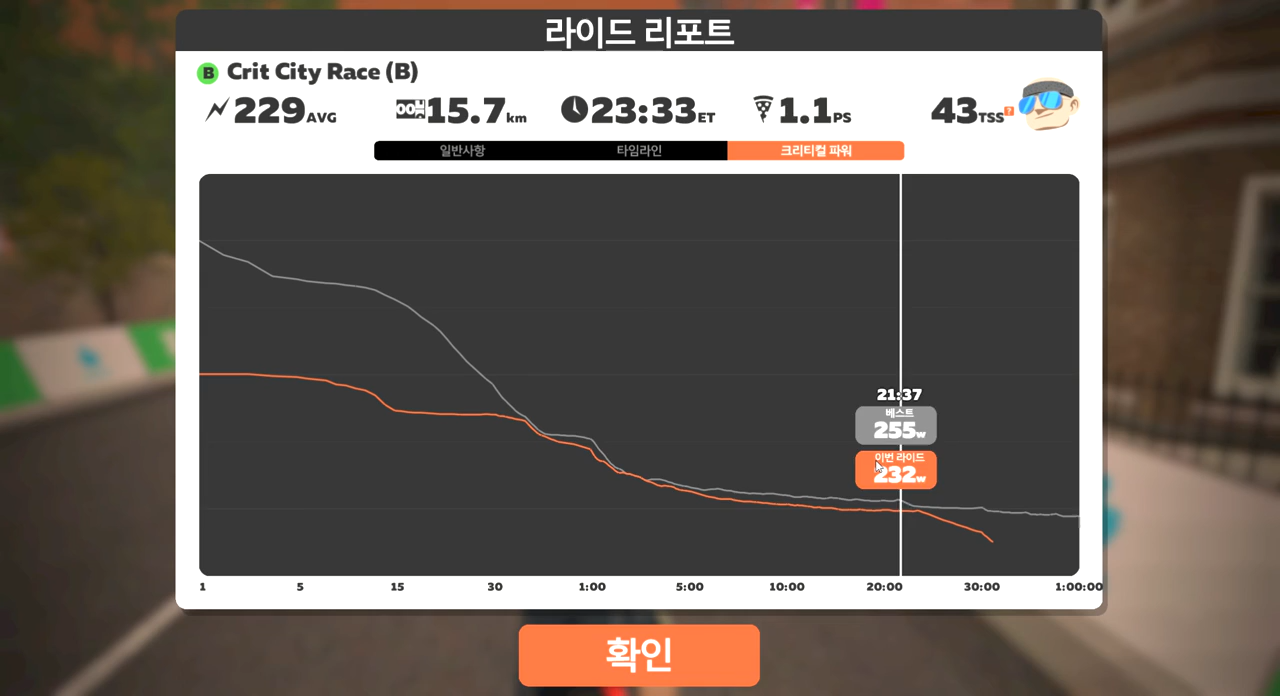 라이드 리포트
B Crit City Race (B)
229AVG 15.7km 23:33ET 1.1PS 43TSS ?
일반사항 타임라인 크리티컬 파워
21:37
베스트
255w
이번 라이드
232w
1 5 15 30 1:00 5:00 10:00 20:00 30:00 1:00:00
확인